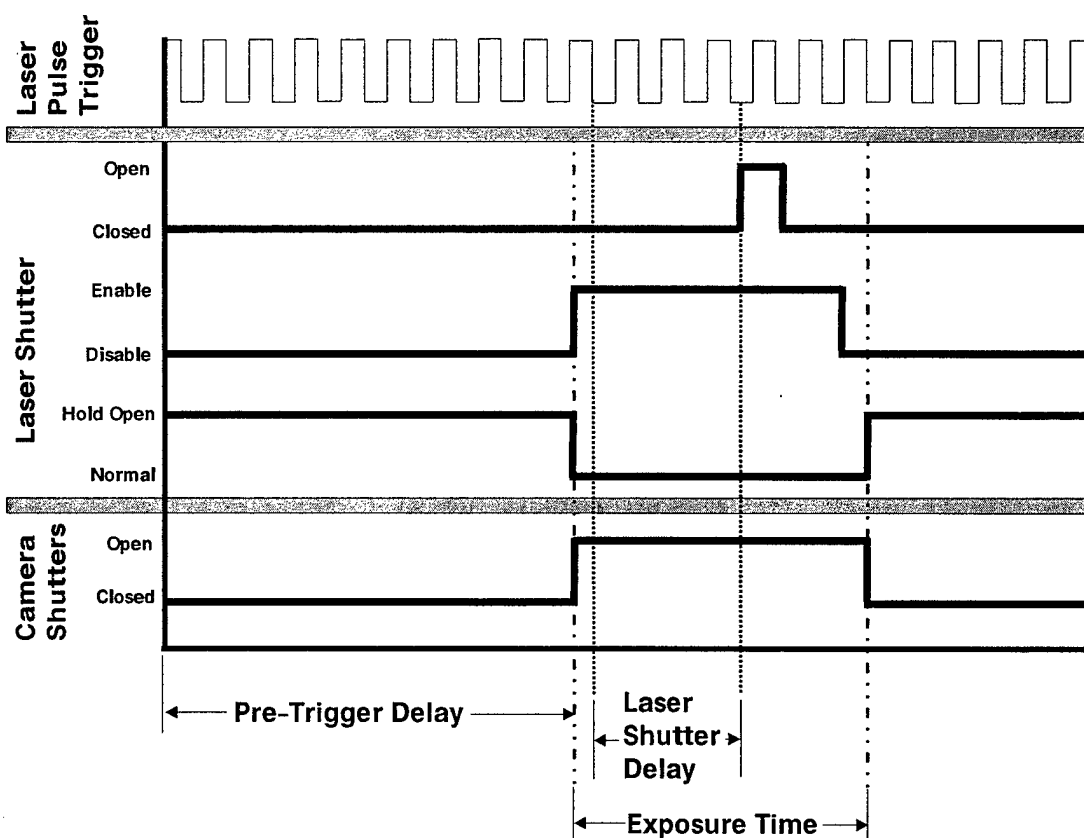 Laser
Pulse
Trigger
Open
Closed
Laser Shutter
Enable
Disable
Hold Open
Normal
Camera
Shutters
Open
Closed
Pre-Trigger Delay
Laser
Shutter
Delay
Exposure Time